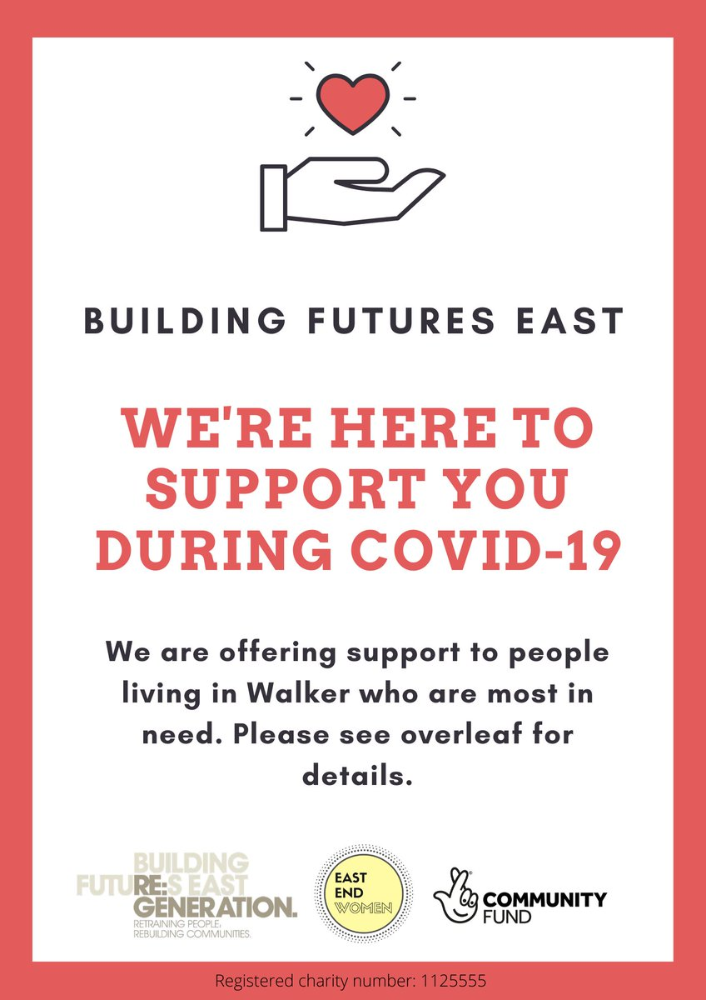 BUILDING FUTURES EAST
WE'RE HERE TO
SUPPORT YOU
DURING COVID-19
We are offering support to people
living in Walker who are most in
need. Please see overleaf for
details.
BUILDING
FUTURE:S EAST
GENERATION.
RETRAINING PEOPLE,
REBUILDING COMMUNITIES.
EAST
END
WOMEN
COMMUNITY
FUND
Registered charity number: 1125555